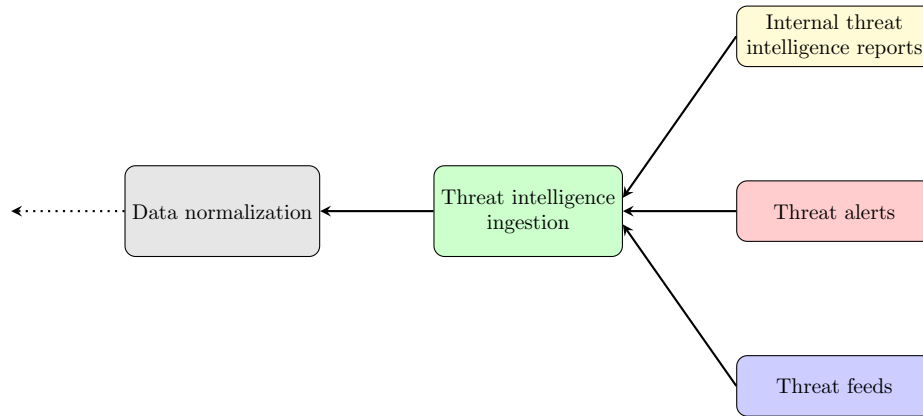 Internal threat
intelligence reports
Data normalization
Threat intelligence
ingestion
Threat alerts
Threat feeds